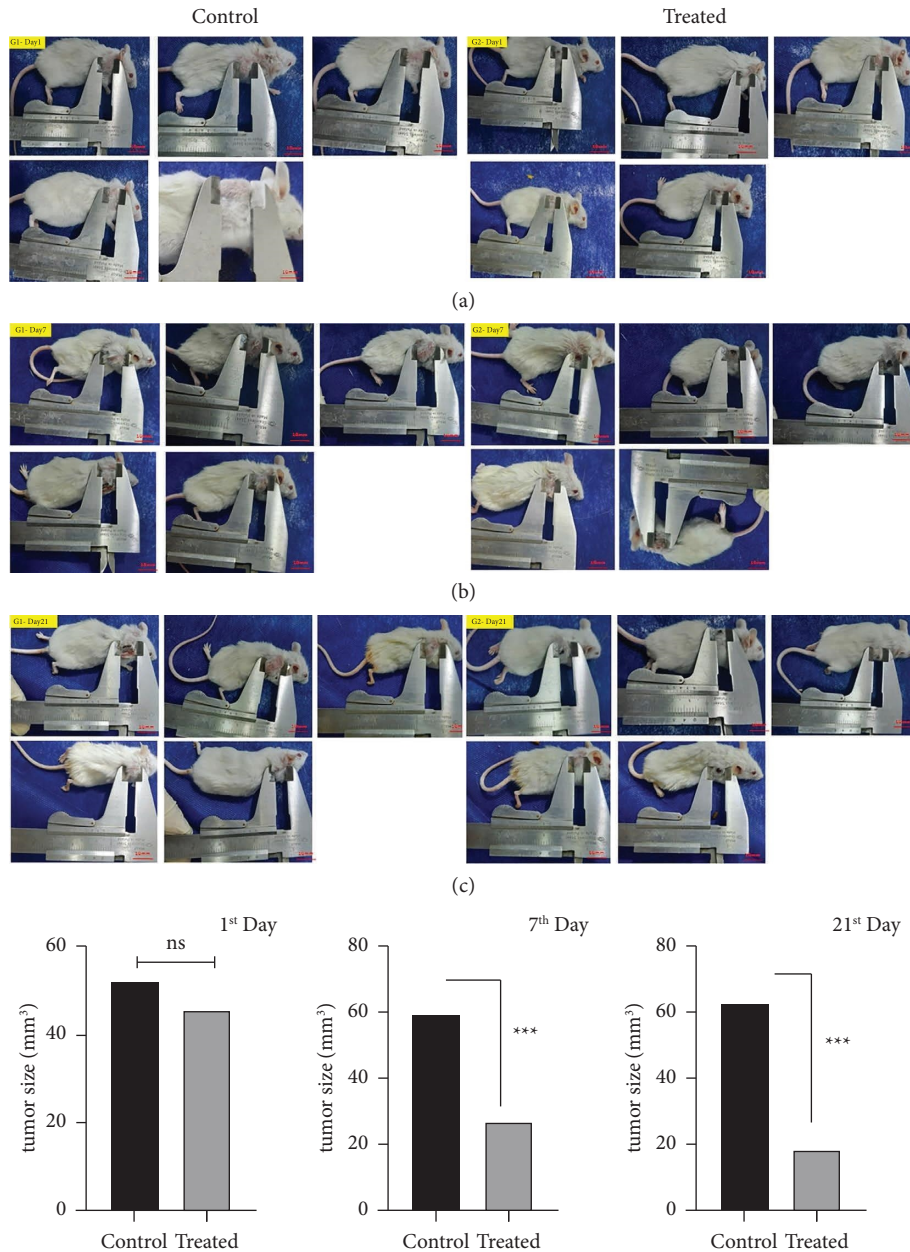 Control Treated
G1- Day1 G2- Day1
(a)
G1- Day7 G2- Day7
(b)
G1- Day21 G2- Day21
(c)
1st Day
60
40
20
0
tumor size (mm³)
ns
Control Treated
7th Day
80
60
40
20
0
tumor size (mm³)
***
Control Treated
21st Day
80
60
40
20
0
tumor size (mm³)
***
Control Treated